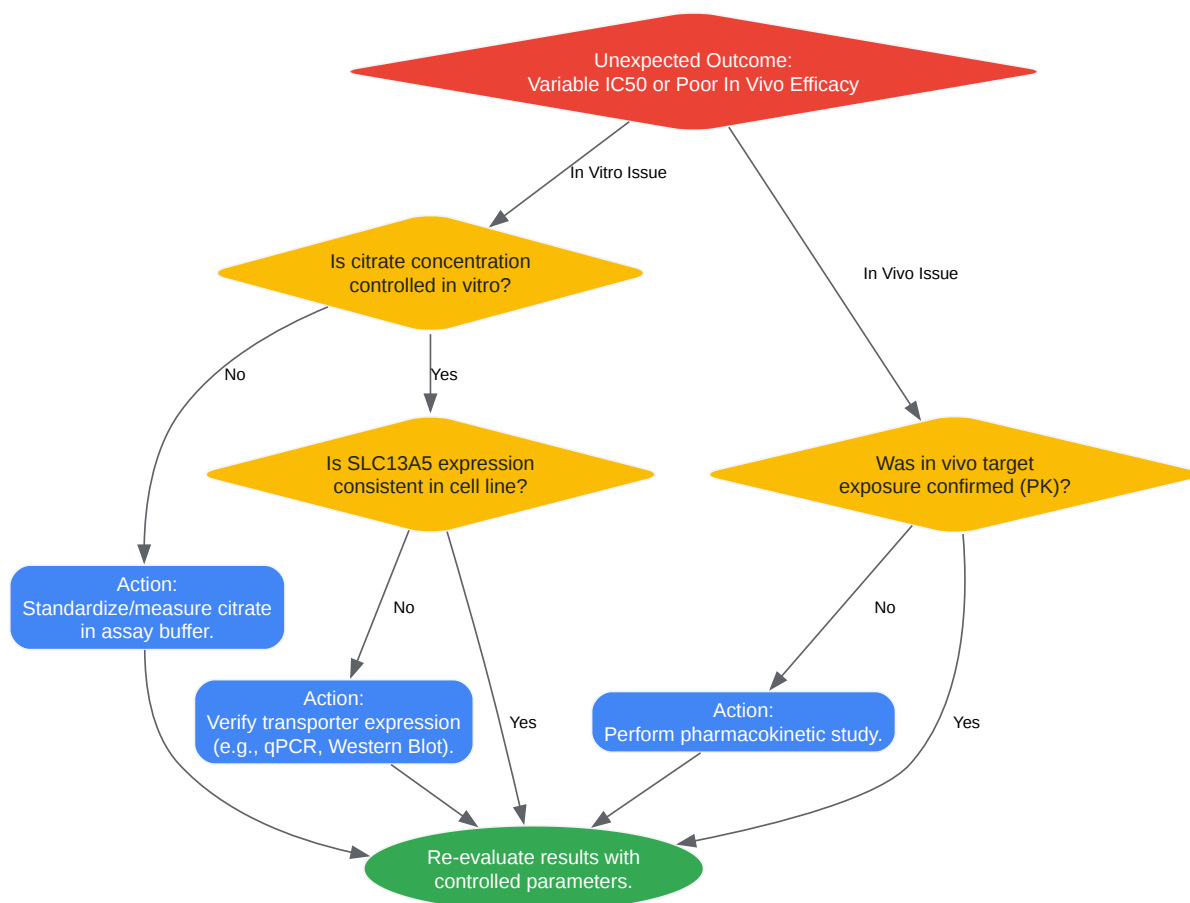 Unexpected Outcome:
Variable IC50 or Poor In Vivo Efficacy
In Vitro Issue
Is citrate concentration
controlled in vitro?
In Vivo Issue
No
Yes
Is SLC13A5 expression
consistent in cell line?
Was in vivo target
exposure confirmed (PK)?
Action:
Standardize/measure citrate
in assay buffer.
No
No
Action:
Verify transporter expression
(e.g., qPCR, Western Blot).
Yes
Action:
Perform pharmacokinetic study.
Yes
Re-evaluate results with
controlled parameters.